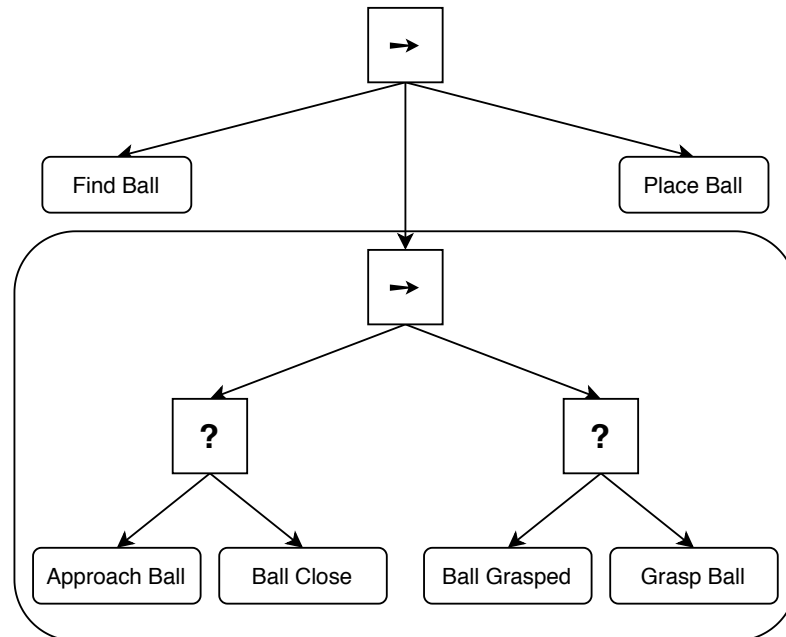 →
Find Ball
Place Ball
→
?
?
Approach Ball
Ball Close
Ball Grasped
Grasp Ball